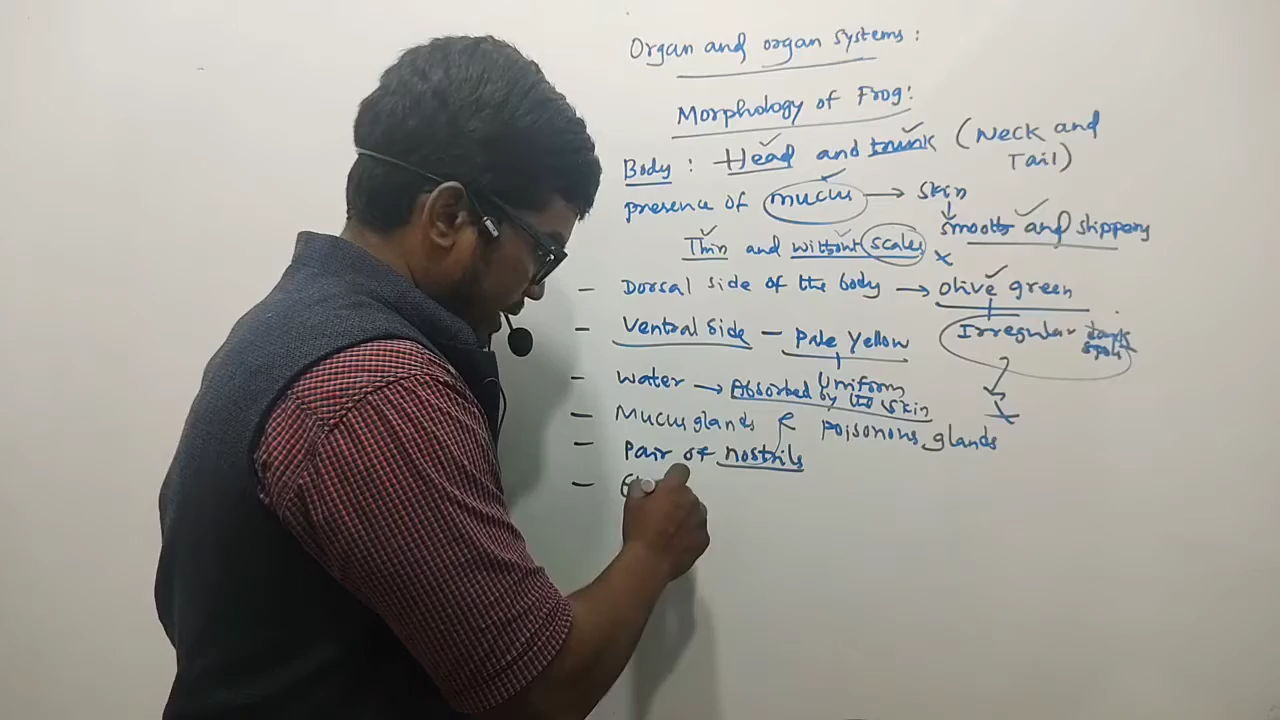 Organ and organ systems:
Morphology of Frog:
Body: Head and trunk (Neck and Tail)
presence of mucus → skin
smooth and slippery
Thin and without scales
- Dorsal side of the body → olive green
Irregular dark spots
- Ventral side - Pale Yellow
Uniform
- Water → Absorbed by the skin
- Mucus glands & poisonous glands
- Pair of nostrils
-